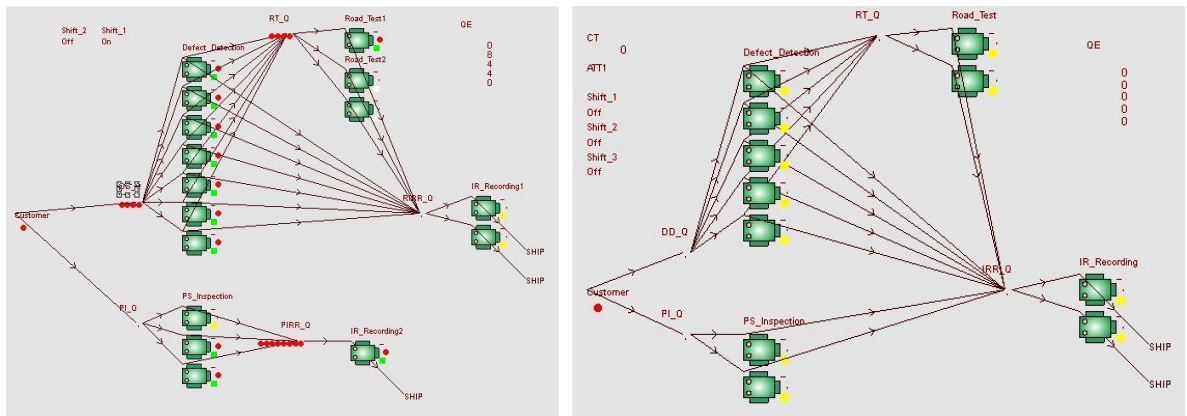 RT_Q
Road_Test1
QE
Shift_2 Shift_1
Off On
0
8
4
4
0
Defect_Detection
Road_Test2
RIRR_Q
IR_Recording1
Customer
SHIP
SHIP
PI_Q
PS_Inspection
PIRR_Q
IR_Recording2
SHIP
RT_Q
Road_Test
CT
0
QE
Defect_Detection
ATT1
0
0
0
0
0
Shift_1
Off
Shift_2
Off
Shift_3
Off
DD_Q
IRR_Q
IR_Recording
Customer
PI_Q
PS_Inspection
SHIP
SHIP